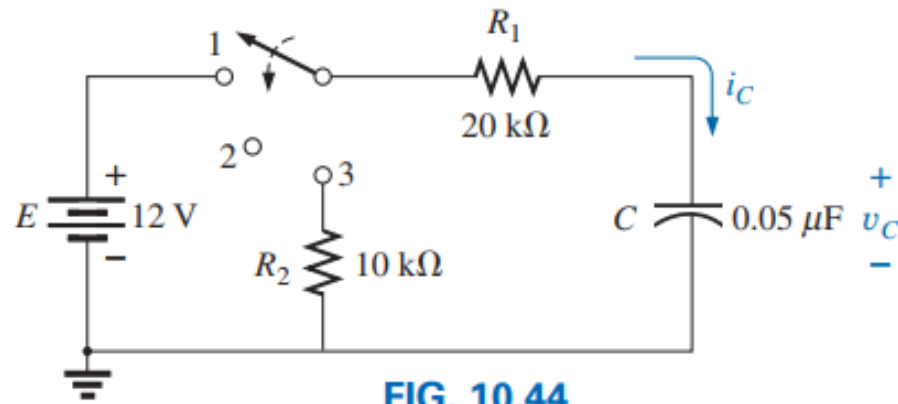 R1
1
iC
20 kΩ
2
3
+
+
E
12 V
C
0.05 μF
vC
−
R2
10 kΩ
−
FIG. 10.44